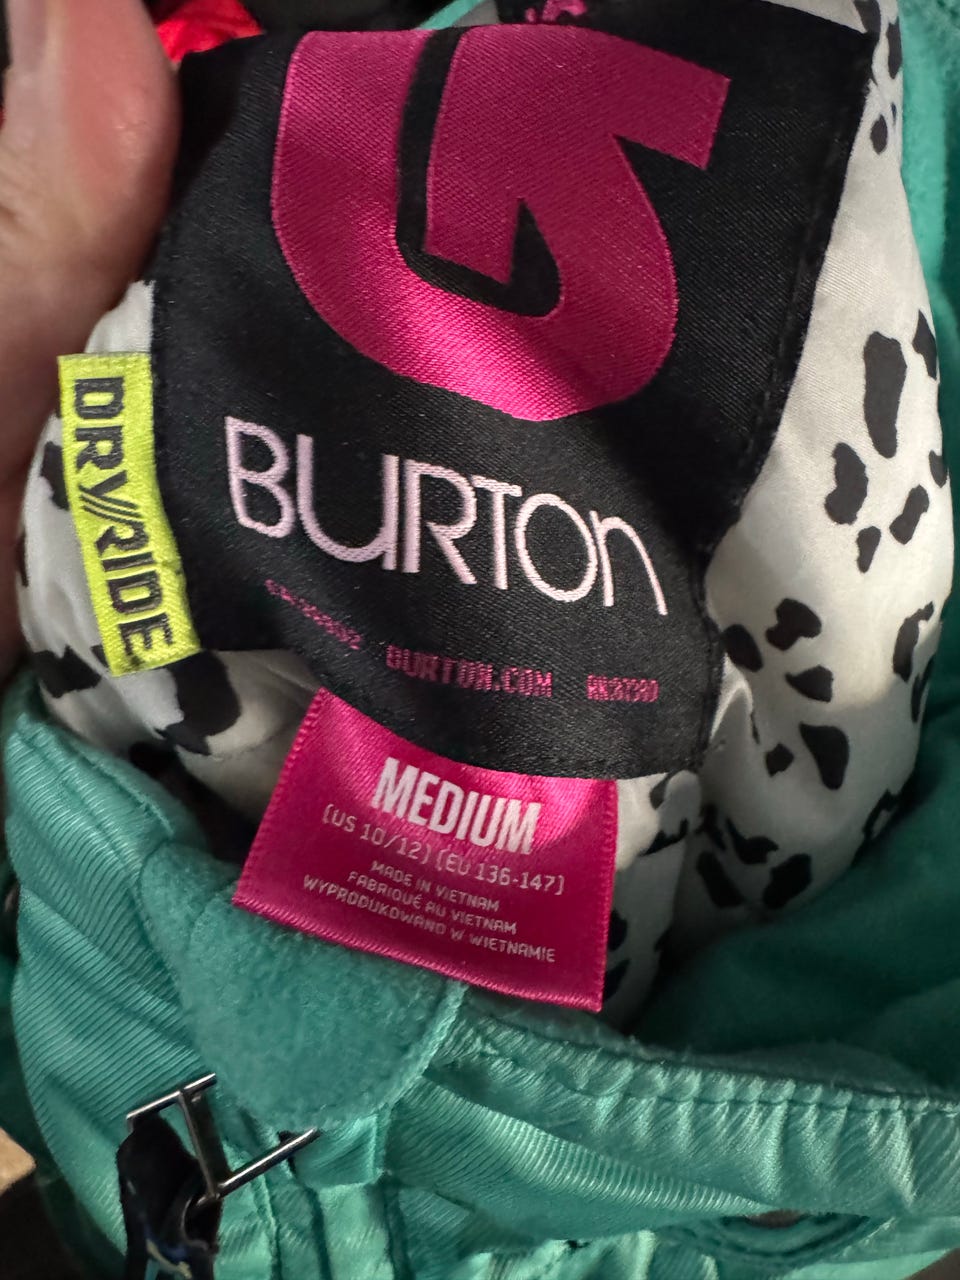 BURTON
DRY///RIDE
BURTON.COM
MEDIUM
(US 10/12) (EU 136-147)
MADE IN VIETNAM
FABRIQUÉ AU VIETNAM
WYPRODUKOWANO W WIETNAMIE